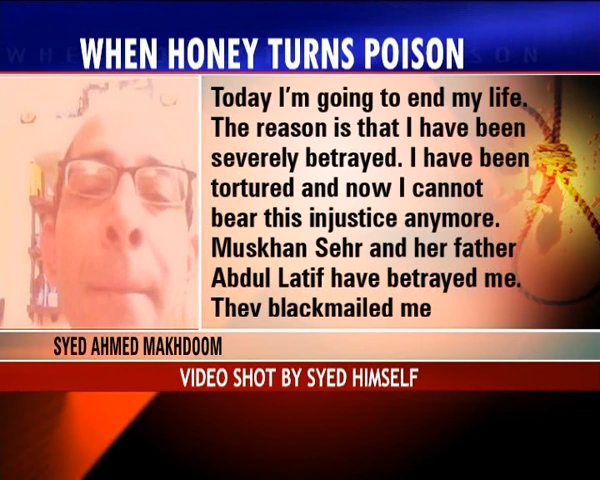 WHEN HONEY TURNS POISON
Today I'm going to end my life.
The reason is that I have been
severely betrayed. I have been
tortured and now I cannot
bear this injustice anymore.
Muskhan Sehr and her father
Abdul Latif have betrayed me.
They blackmailed me
SYED AHMED MAKHDOOM
VIDEO SHOT BY SYED HIMSELF